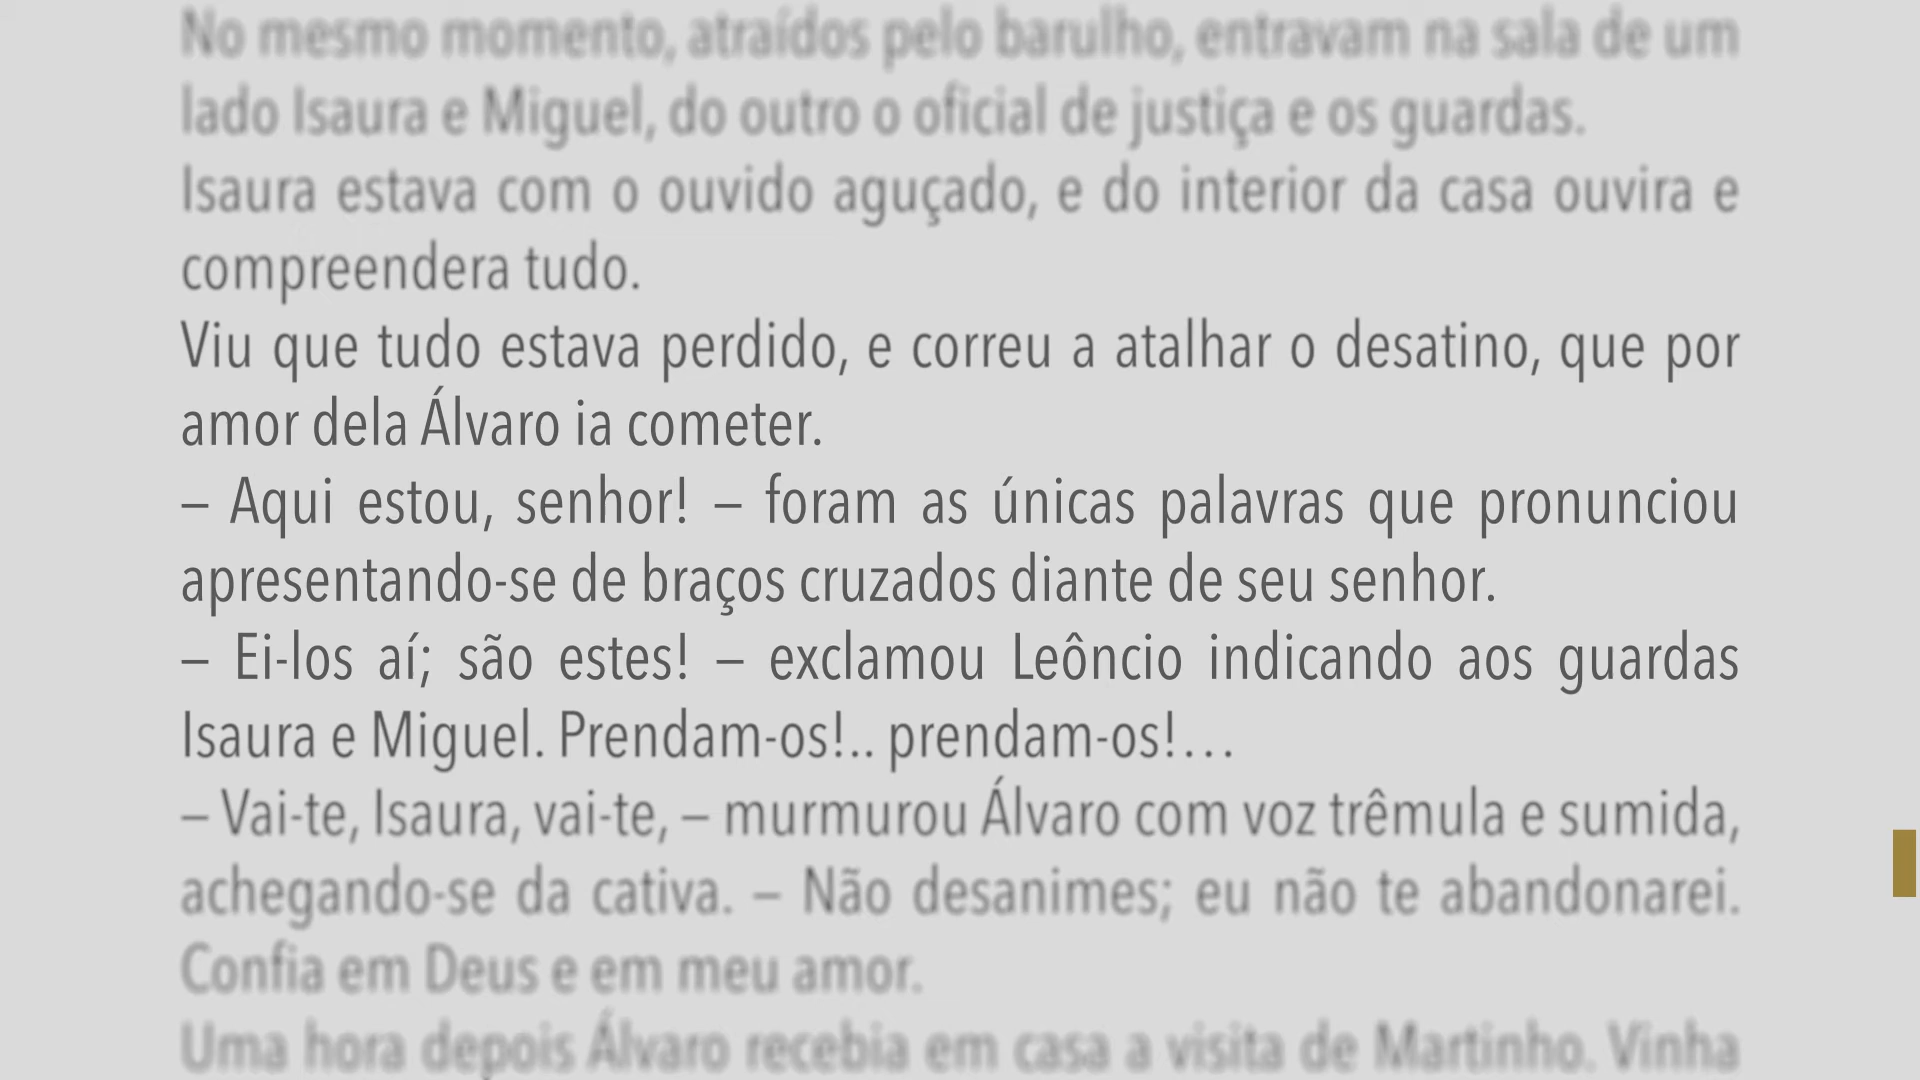 No mesmo momento, atraídos pelo barulho, entravam na sala de um
lado Isaura e Miguel, do outro o oficial de justiça e os guardas.
Isaura estava com o ouvido aguçado, e do interior da casa ouvira e
compreendera tudo.
Viu que tudo estava perdido, e correu a atalhar o desatino, que por
amor dela Álvaro ia cometer.
– Aqui estou, senhor! – foram as únicas palavras que pronunciou
apresentando-se de braços cruzados diante de seu senhor.
– Ei-los aí; são estes! – exclamou Leôncio indicando aos guardas
Isaura e Miguel. Prendam-os!.. prendam-os!…
– Vai-te, Isaura, vai-te, – murmurou Álvaro com voz trêmula e sumida,
achegando-se da cativa. – Não desanimes; eu não te abandonarei.
Confia em Deus e em meu amor.
Uma hora depois Álvaro recebia em casa a visita de Martinho. Vinha